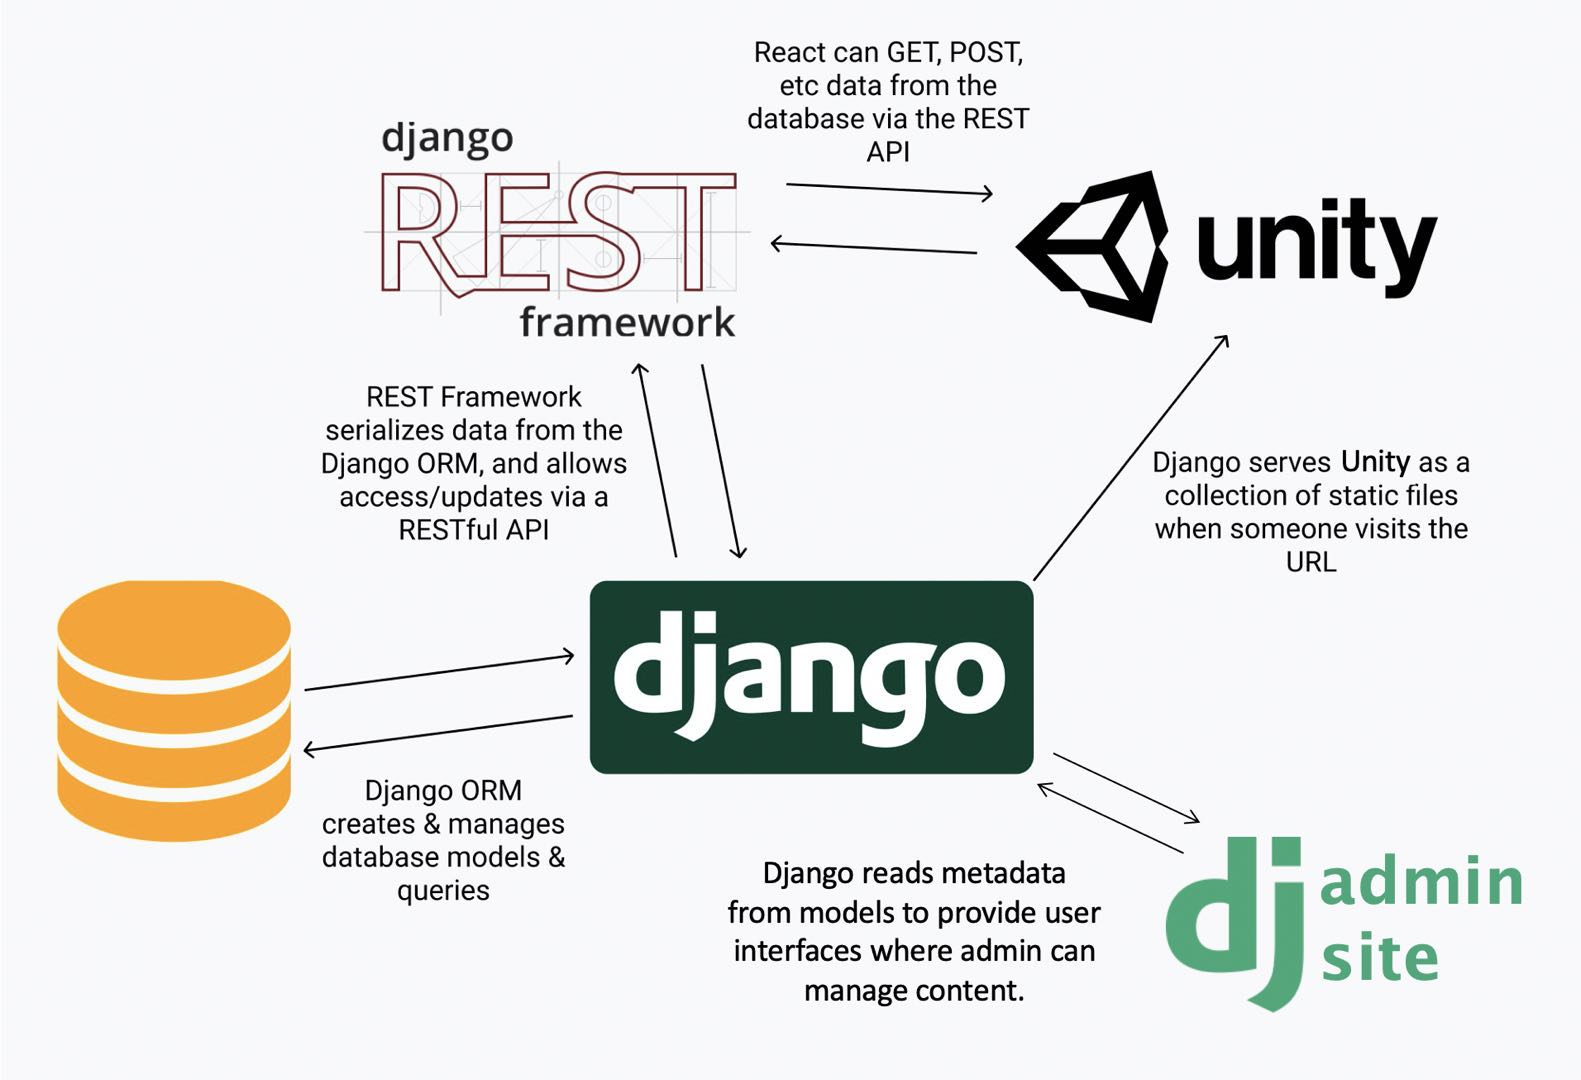 React can GET, POST,
etc data from the
database via the REST
API
django
REST
framework
unity
REST Framework
serializes data from the
Django ORM, and allows
access/updates via a
RESTful API
Django serves Unity as a
collection of static files
when someone visits the
URL
django
Django ORM
creates & manages
database models &
queries
Django reads metadata
from models to provide user
interfaces where admin can
manage content.
dj admin
site